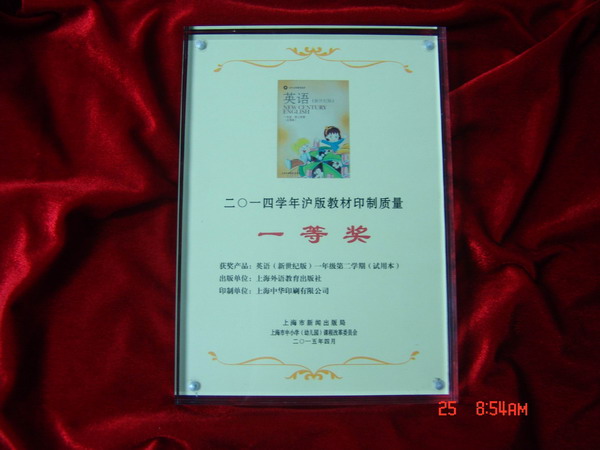 英语
NEW CENTURY
ENGLISH
二〇一四学年沪版教材印制质量
一等奖
获奖产品：英语（新世纪版）一年级第二学期（试用本）
出版单位：上海外语教育出版社
印制单位：上海中华印刷有限公司
上海市新闻出版局
上海市中小学（幼儿园）课程改革委员会
二〇一五年四月
25 8:54AM